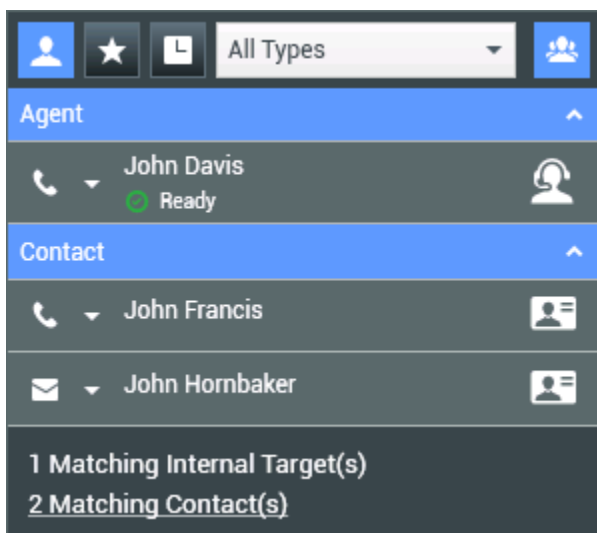 All Types
Agent
John Davis
Ready
Contact
John Francis
John Hornbaker
1 Matching Internal Target(s)
2 Matching Contact(s)